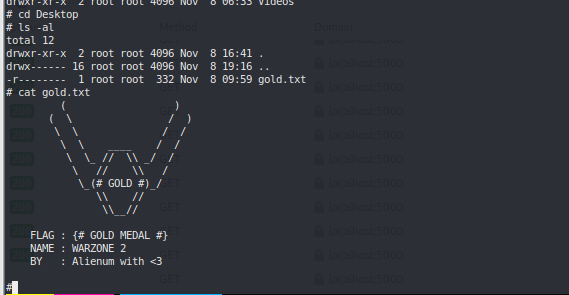 drwxr-xr-x  2 root root 4096 Nov  8 06:33 Videos
# cd Desktop
# ls -al
total 12
drwxr-xr-x  2 root root 4096 Nov  8 16:41 .
drwx------ 16 root root 4096 Nov  8 19:16 ..
-r--------  1 root root  332 Nov  8 09:59 gold.txt
# cat gold.txt
         (                  )
       ( \                / )
        \  \              /  /
         \  \    ____    /  /
          \  \_ //  \\ _/  /
           \   //    \\   /
            \_(# GOLD #)_/
               \\    //
                \\__//

    FLAG : {# GOLD MEDAL #}
    NAME : WARZONE 2
    BY   : Alienum with <3

#